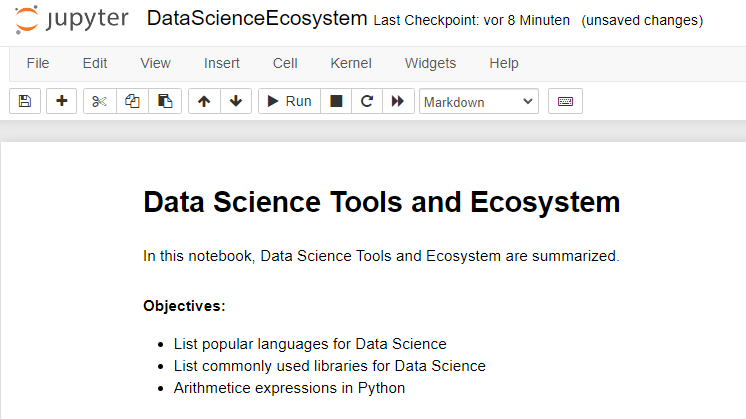 jupyter DataScienceEcosystem Last Checkpoint: vor 8 Minuten (unsaved changes)
File Edit View Insert Cell Kernel Widgets Help
Run Markdown
Data Science Tools and Ecosystem
In this notebook, Data Science Tools and Ecosystem are summarized.
Objectives:
• List popular languages for Data Science
• List commonly used libraries for Data Science
• Arithmetice expressions in Python